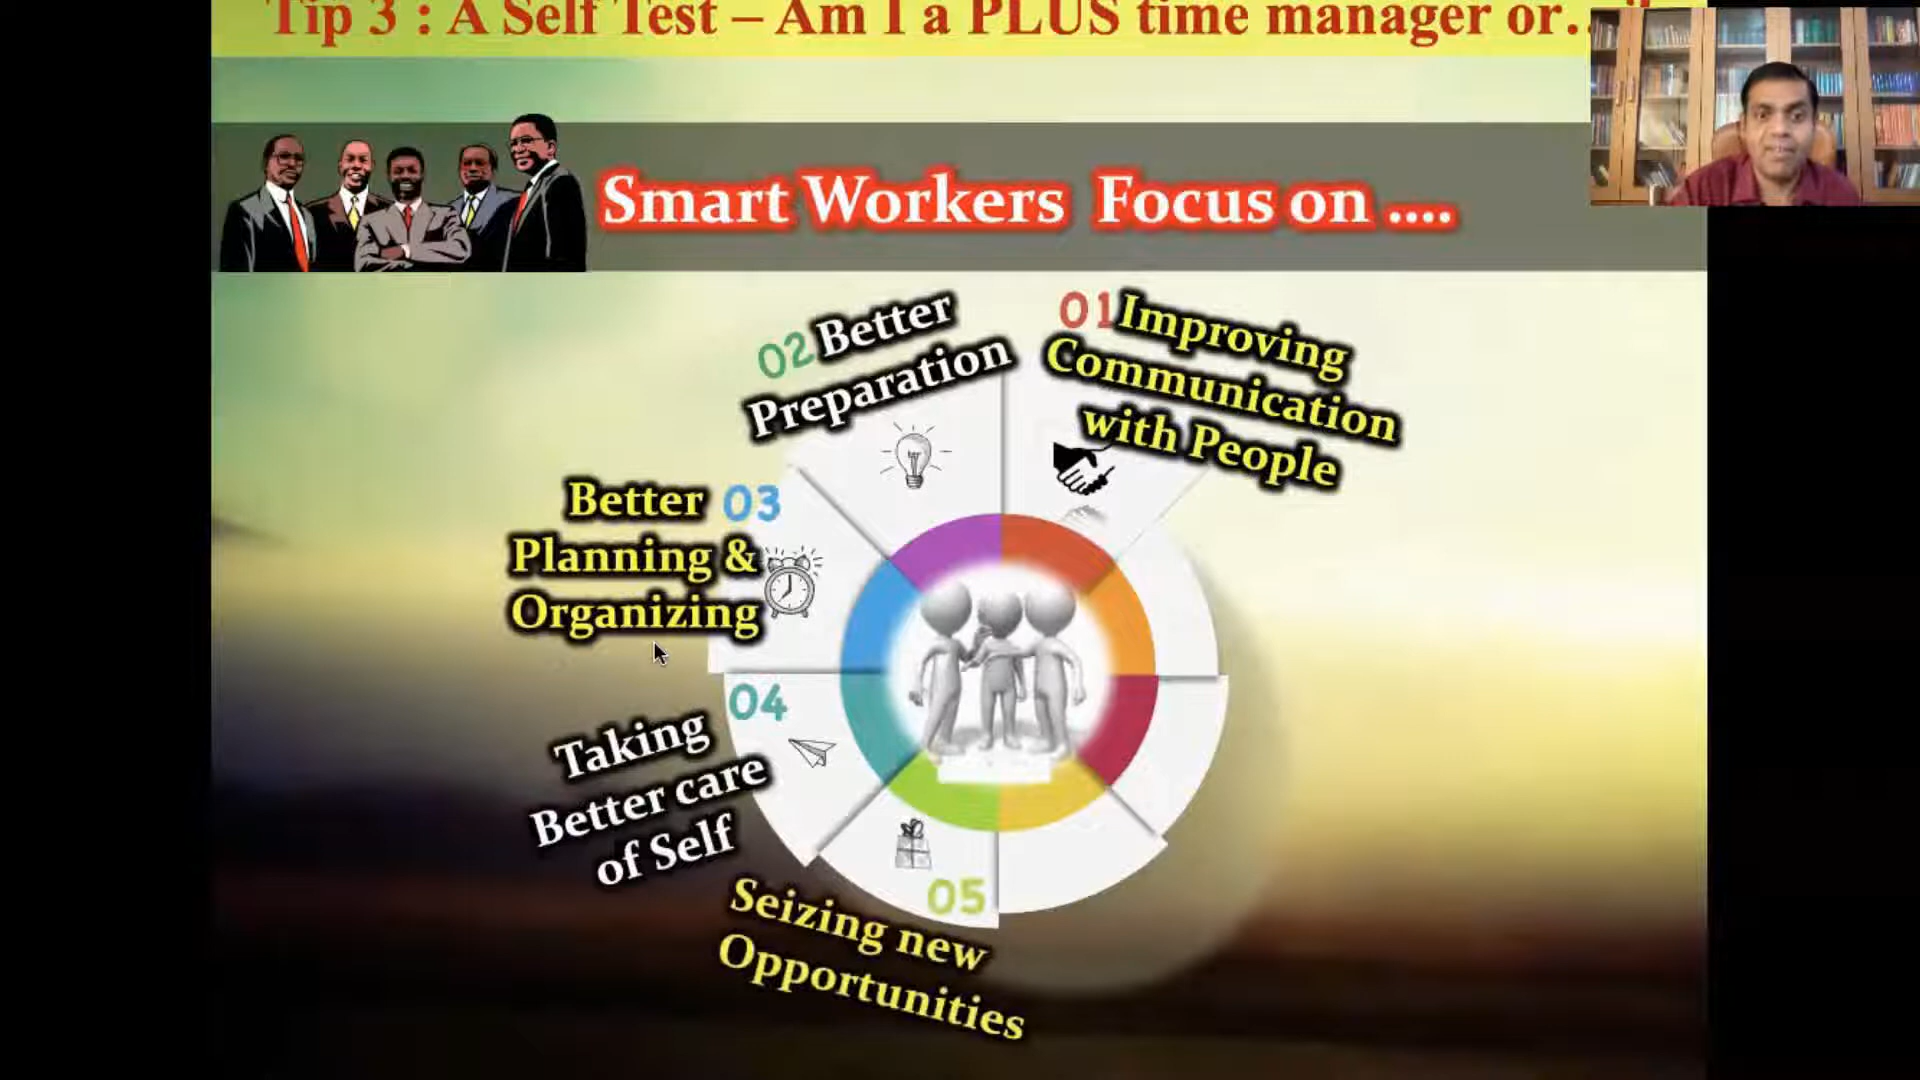 Tip 3 : A Self Test – Am I a PLUS time manager or..
Smart Workers Focus on ....
01 Improving
Communication
with People
02 Better
Preparation
Better 03
Planning &
Organizing
04
Taking
Better care
of Self
05
Seizing new
Opportunities